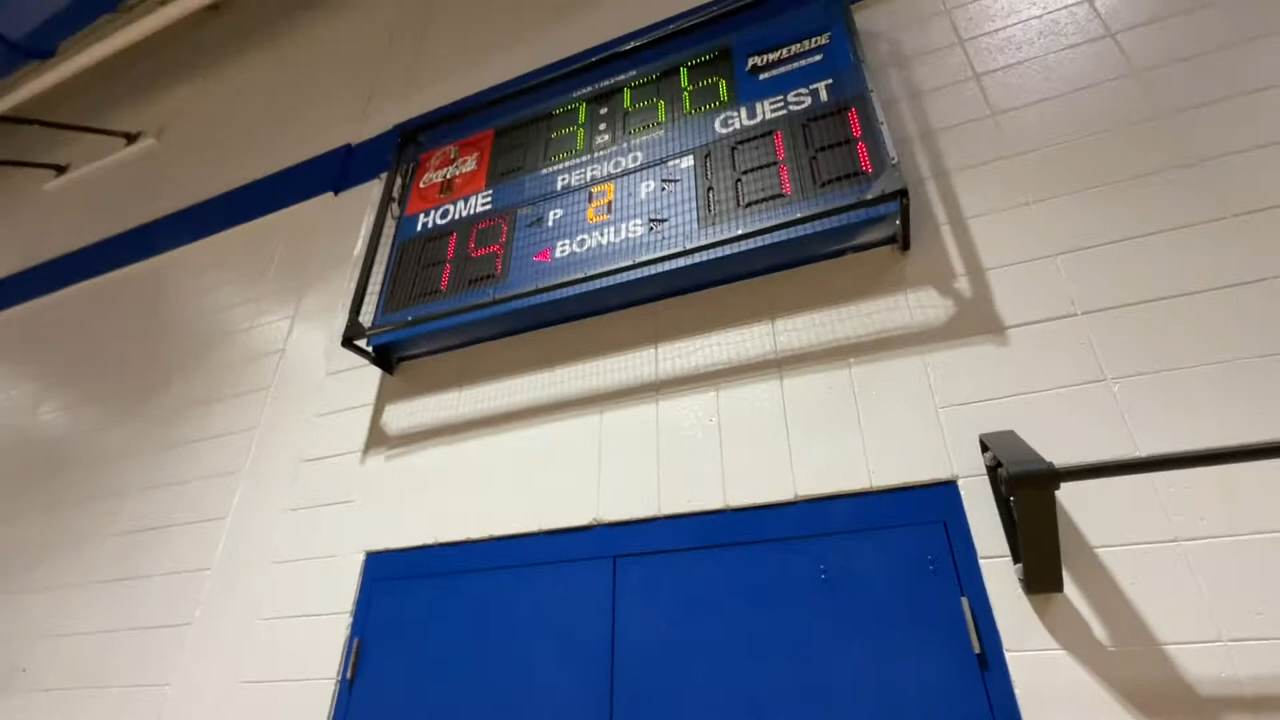 POWERADE
3:56
Coca-Cola
GUEST
PERIOD
HOME
P 2 P
11
19
BONUS